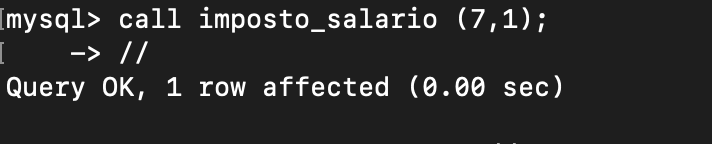 mysql> call imposto_salario (7,1);
-> //
Query OK, 1 row affected (0.00 sec)